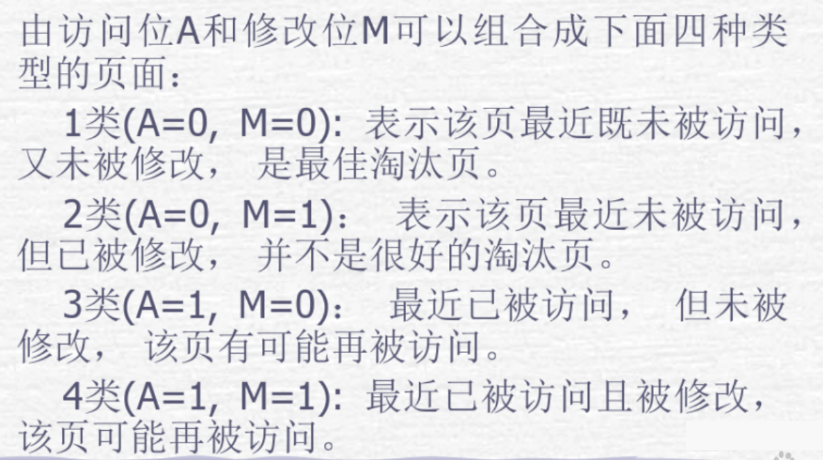 由访问位A和修改位M可以组合成下面四种类
型的页面：
1类(A=0, M=0): 表示该页最近既未被访问，
又未被修改， 是最佳淘汰页。
2类(A=0, M=1)： 表示该页最近未被访问，
但已被修改， 并不是很好的淘汰页。
3类(A=1, M=0)： 最近已被访问， 但未被
修改， 该页有可能再被访问。
4类(A=1, M=1): 最近已被访问且被修改，
该页可能再被访问。